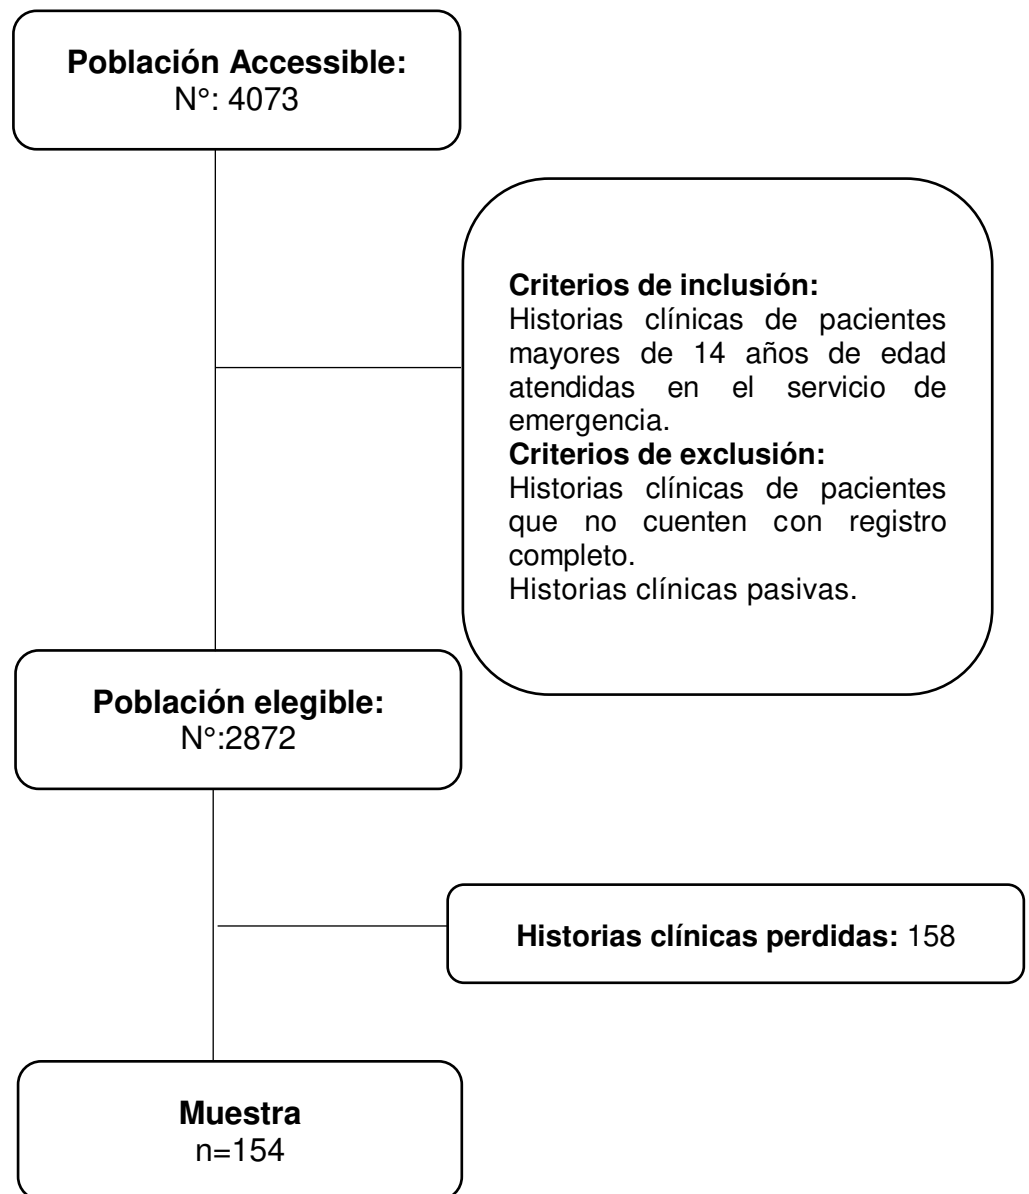 Población Accessible:
N°: 4073
Criterios de inclusión:
Historias clínicas de pacientes
mayores de 14 años de edad
atendidas en el servicio de
emergencia.
Criterios de exclusión:
Historias clínicas de pacientes
que no cuenten con registro
completo.
Historias clínicas pasivas.
Población elegible:
N°:2872
Historias clínicas perdidas: 158
Muestra
n=154